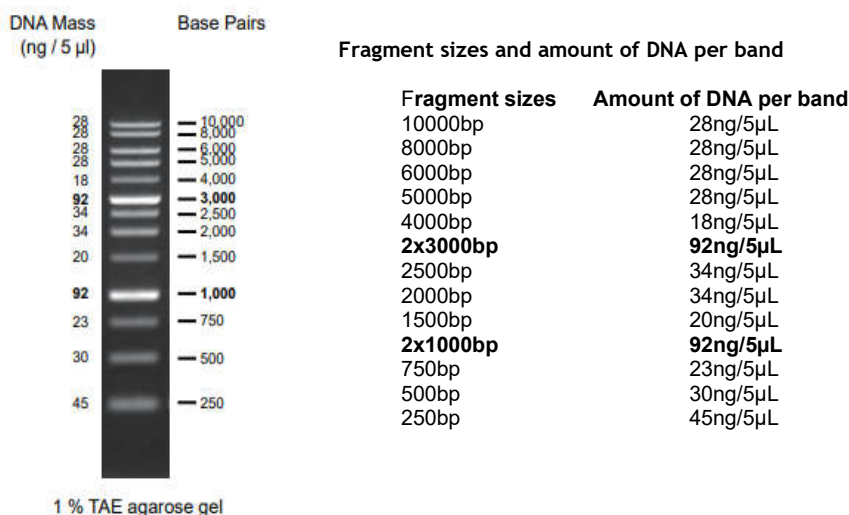 DNA Mass
(ng / 5 µl)
Base Pairs
28 10,000
28 8,000
28 6,000
28 5,000
18 4,000
92 3,000
34 2,500
34 2,000
20 1,500
92 1,000
23 750
30 500
45 250
1 % TAE agarose gel
Fragment sizes and amount of DNA per band
Fragment sizes Amount of DNA per band
10000bp 28ng/5µL
8000bp 28ng/5µL
6000bp 28ng/5µL
5000bp 28ng/5µL
4000bp 18ng/5µL
2x3000bp 92ng/5µL
2500bp 34ng/5µL
2000bp 34ng/5µL
1500bp 20ng/5µL
2x1000bp 92ng/5µL
750bp 23ng/5µL
500bp 30ng/5µL
250bp 45ng/5µL